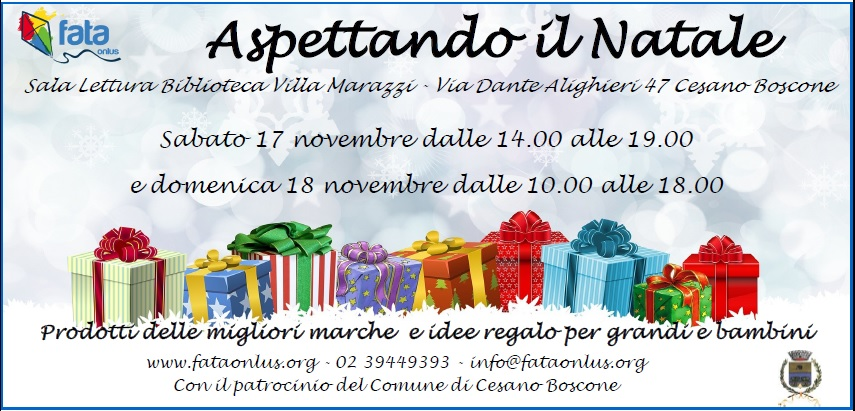 fata
onlus
Aspettando il Natale
Sala Lettura Biblioteca Villa Marazzi - Via Dante Alighieri 47 Cesano Boscone
Sabato 17 novembre dalle 14.00 alle 19.00
e domenica 18 novembre dalle 10.00 alle 18.00
Prodotti delle migliori marche e idee regalo per grandi e bambini
www.fataonlus.org - 02 39449393 - info@fataonlus.org
Con il patrocinio del Comune di Cesano Boscone